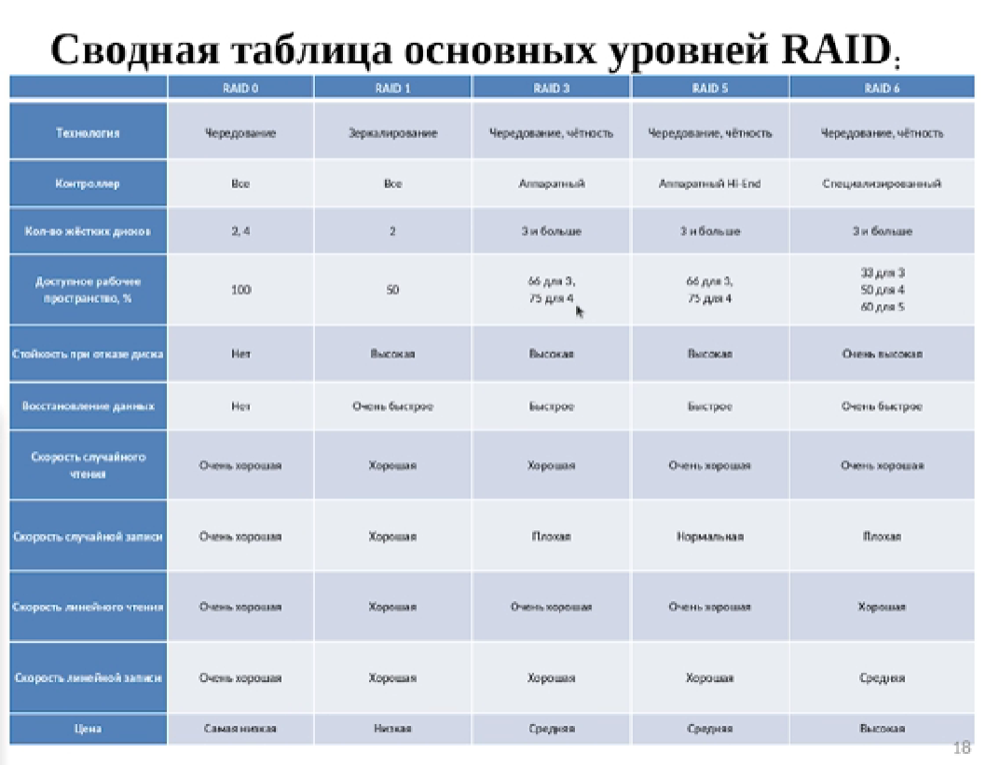 Сводная таблица основных уровней RAID:
RAID 0 RAID 1 RAID 3 RAID 5 RAID 6
Технология Чередование Зеркалирование Чередование, чётность Чередование, чётность Чередование, чётность
Контроллер Все Все Аппаратный Аппаратный Hi-End Специализированный
Кол-во жёстких дисков 2, 4 2 3 и больше 3 и больше 3 и больше
Доступное рабочее
пространство, % 100 50 66 для 3, 66 для 3, 33 для 3
75 для 4 75 для 4 50 для 4
60 для 5
Стойкость при отказе диска Нет Высокая Высокая Высокая Очень высокая
Восстановление данных Нет Очень быстрое Быстрое Быстрое Очень быстрое
Скорость случайного
чтения Очень хорошая Хорошая Хорошая Очень хорошая Очень хорошая
Скорость случайной записи Очень хорошая Хорошая Плохая Нормальная Плохая
Скорость линейного чтения Очень хорошая Хорошая Очень хорошая Очень хорошая Хорошая
Скорость линейной записи Очень хорошая Хорошая Хорошая Хорошая Средняя
Цена Самая низкая Низкая Средняя Средняя Высокая
18